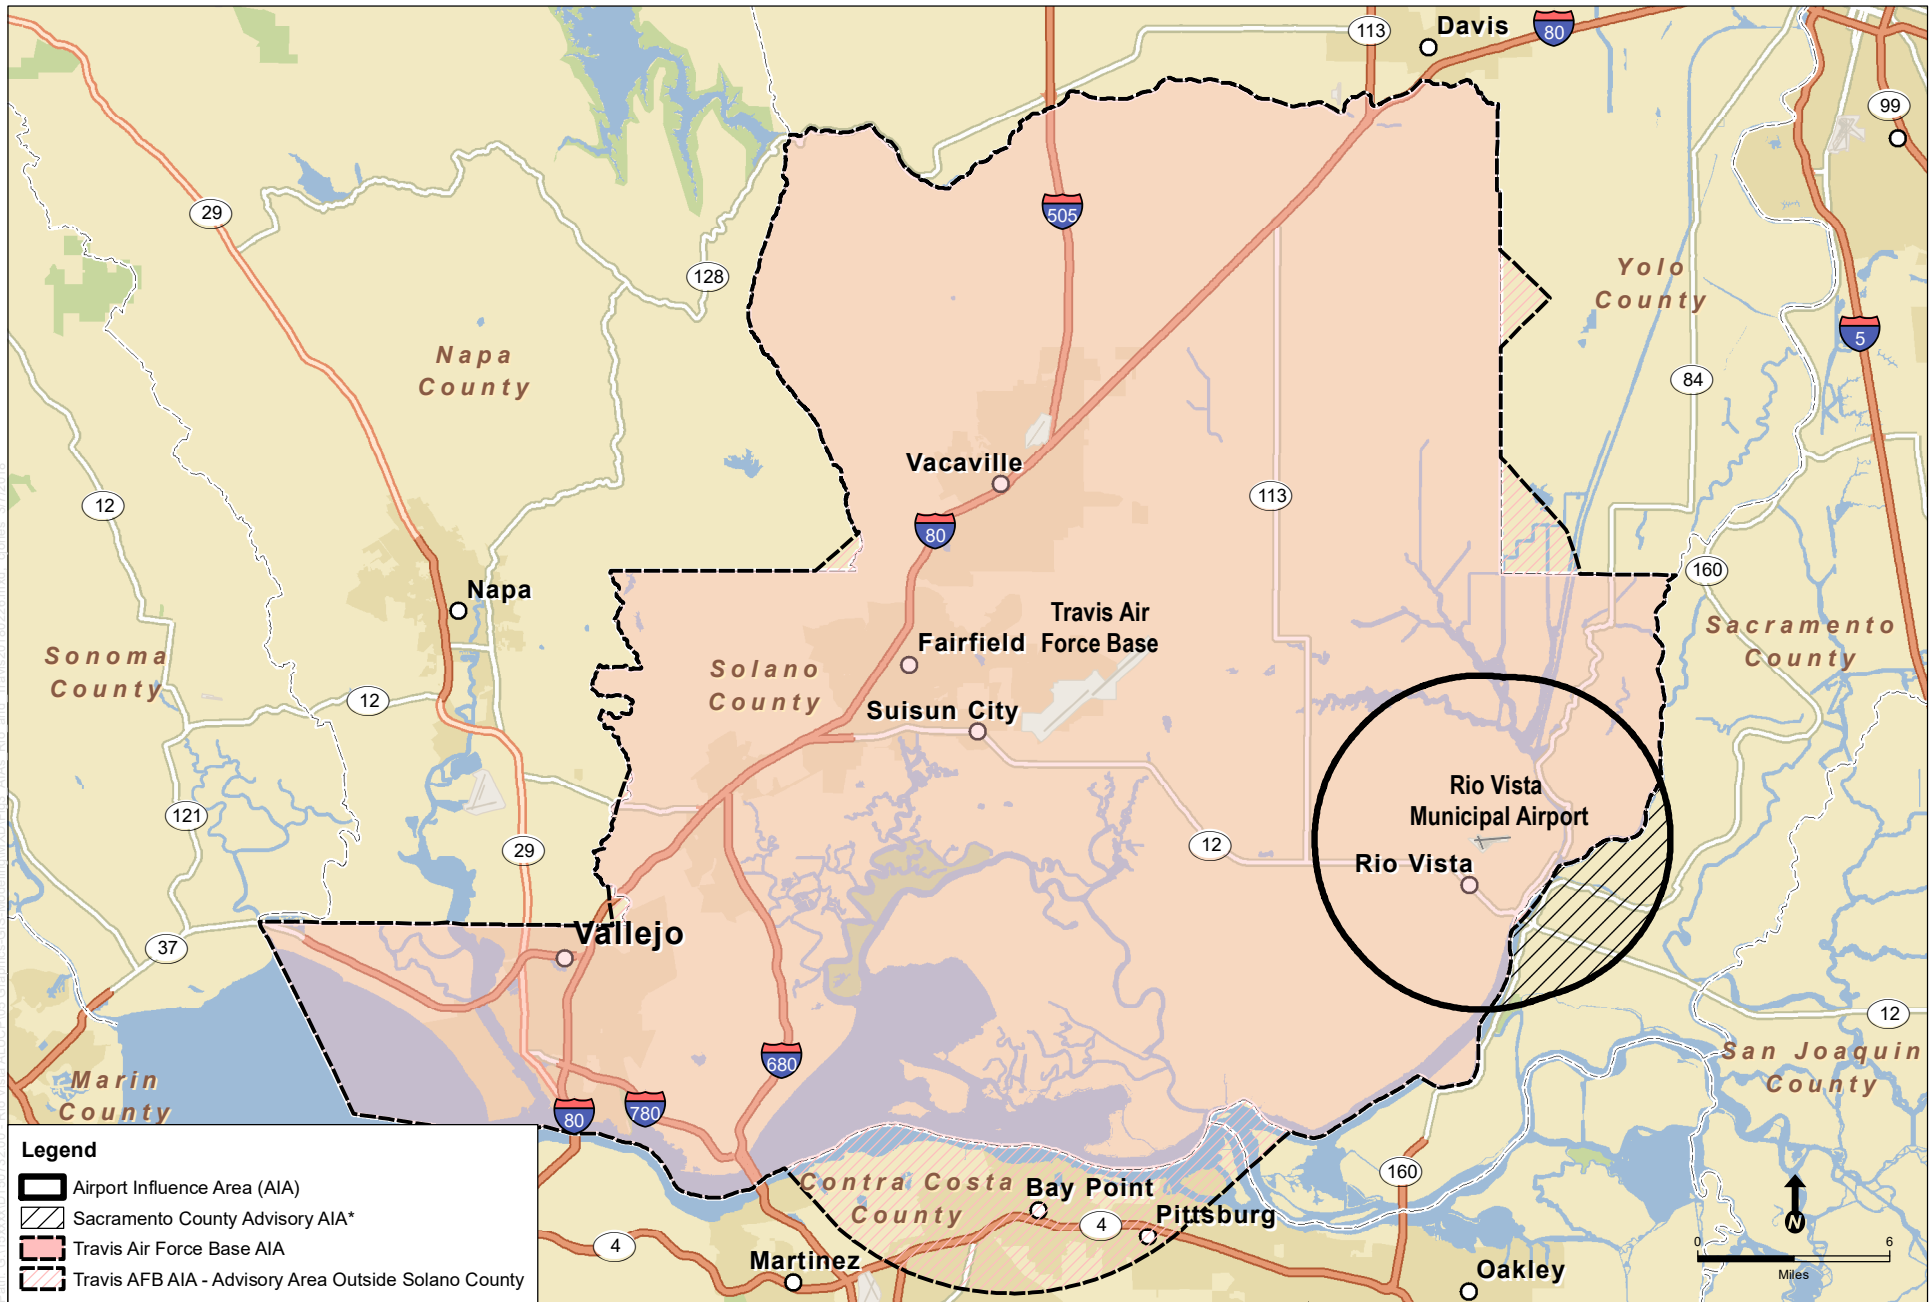 113
Davis
80
99
29
505
128
Yolo
County
5
Napa
County
84
Vacaville
113
12
80
160
Napa
Travis Air
Force Base
Fairfield
Sacramento
County
Sonoma
County
Solano
County
12
Suisun City
Rio Vista
Municipal Airport
121
29
12
Rio Vista
Vallejo
37
12
San Joaquin
County
680
Marin
County
80
780
160
Contra Costa
County
Bay Point
4
Pittsburg
4
Martinez
Oakley
Legend
Airport Influence Area (AIA)
Sacramento County Advisory AIA*
Travis Air Force Base AIA
Travis AFB AIA - Advisory Area Outside Solano County
N
0
6
Miles